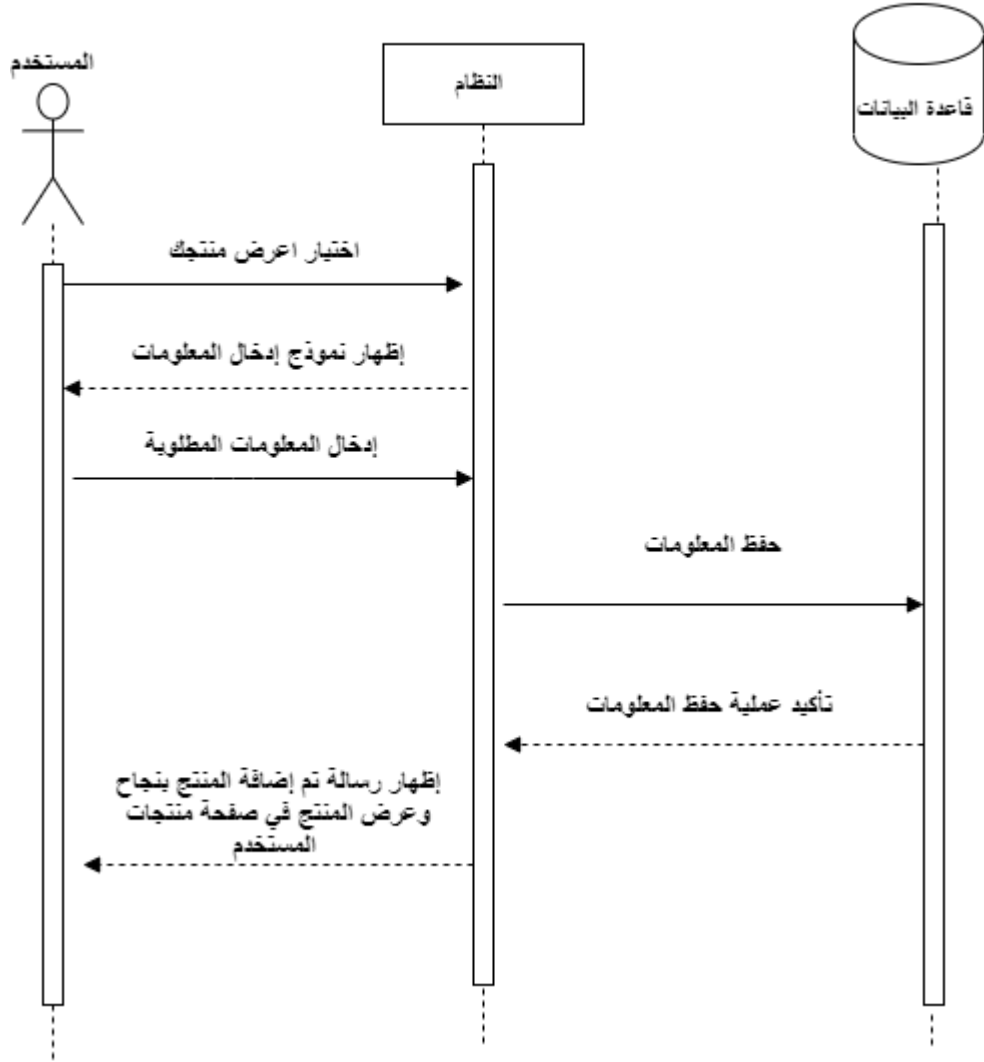 المستخدم
النظام
قاعدة البيانات
اختيار اعرض منتجك
إظهار نموذج إدخال المعلومات
إدخال المعلومات المطلوبة
حفظ المعلومات
تأكيد عملية حفظ المعلومات
إظهار رسالة تم إضافة المنتج بنجاح
وعرض المنتج في صفحة منتجات
المستخدم